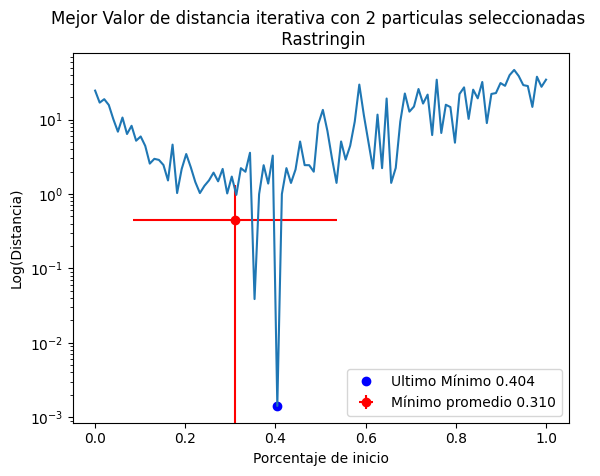 Mejor Valor de distancia iterativa con 2 particulas seleccionadas
Rastringin
Log(Distancia)
10¹
10⁰
10⁻¹
10⁻²
10⁻³
Ultimo Mínimo 0.404
Mínimo promedio 0.310
0.0 0.2 0.4 0.6 0.8 1.0
Porcentaje de inicio